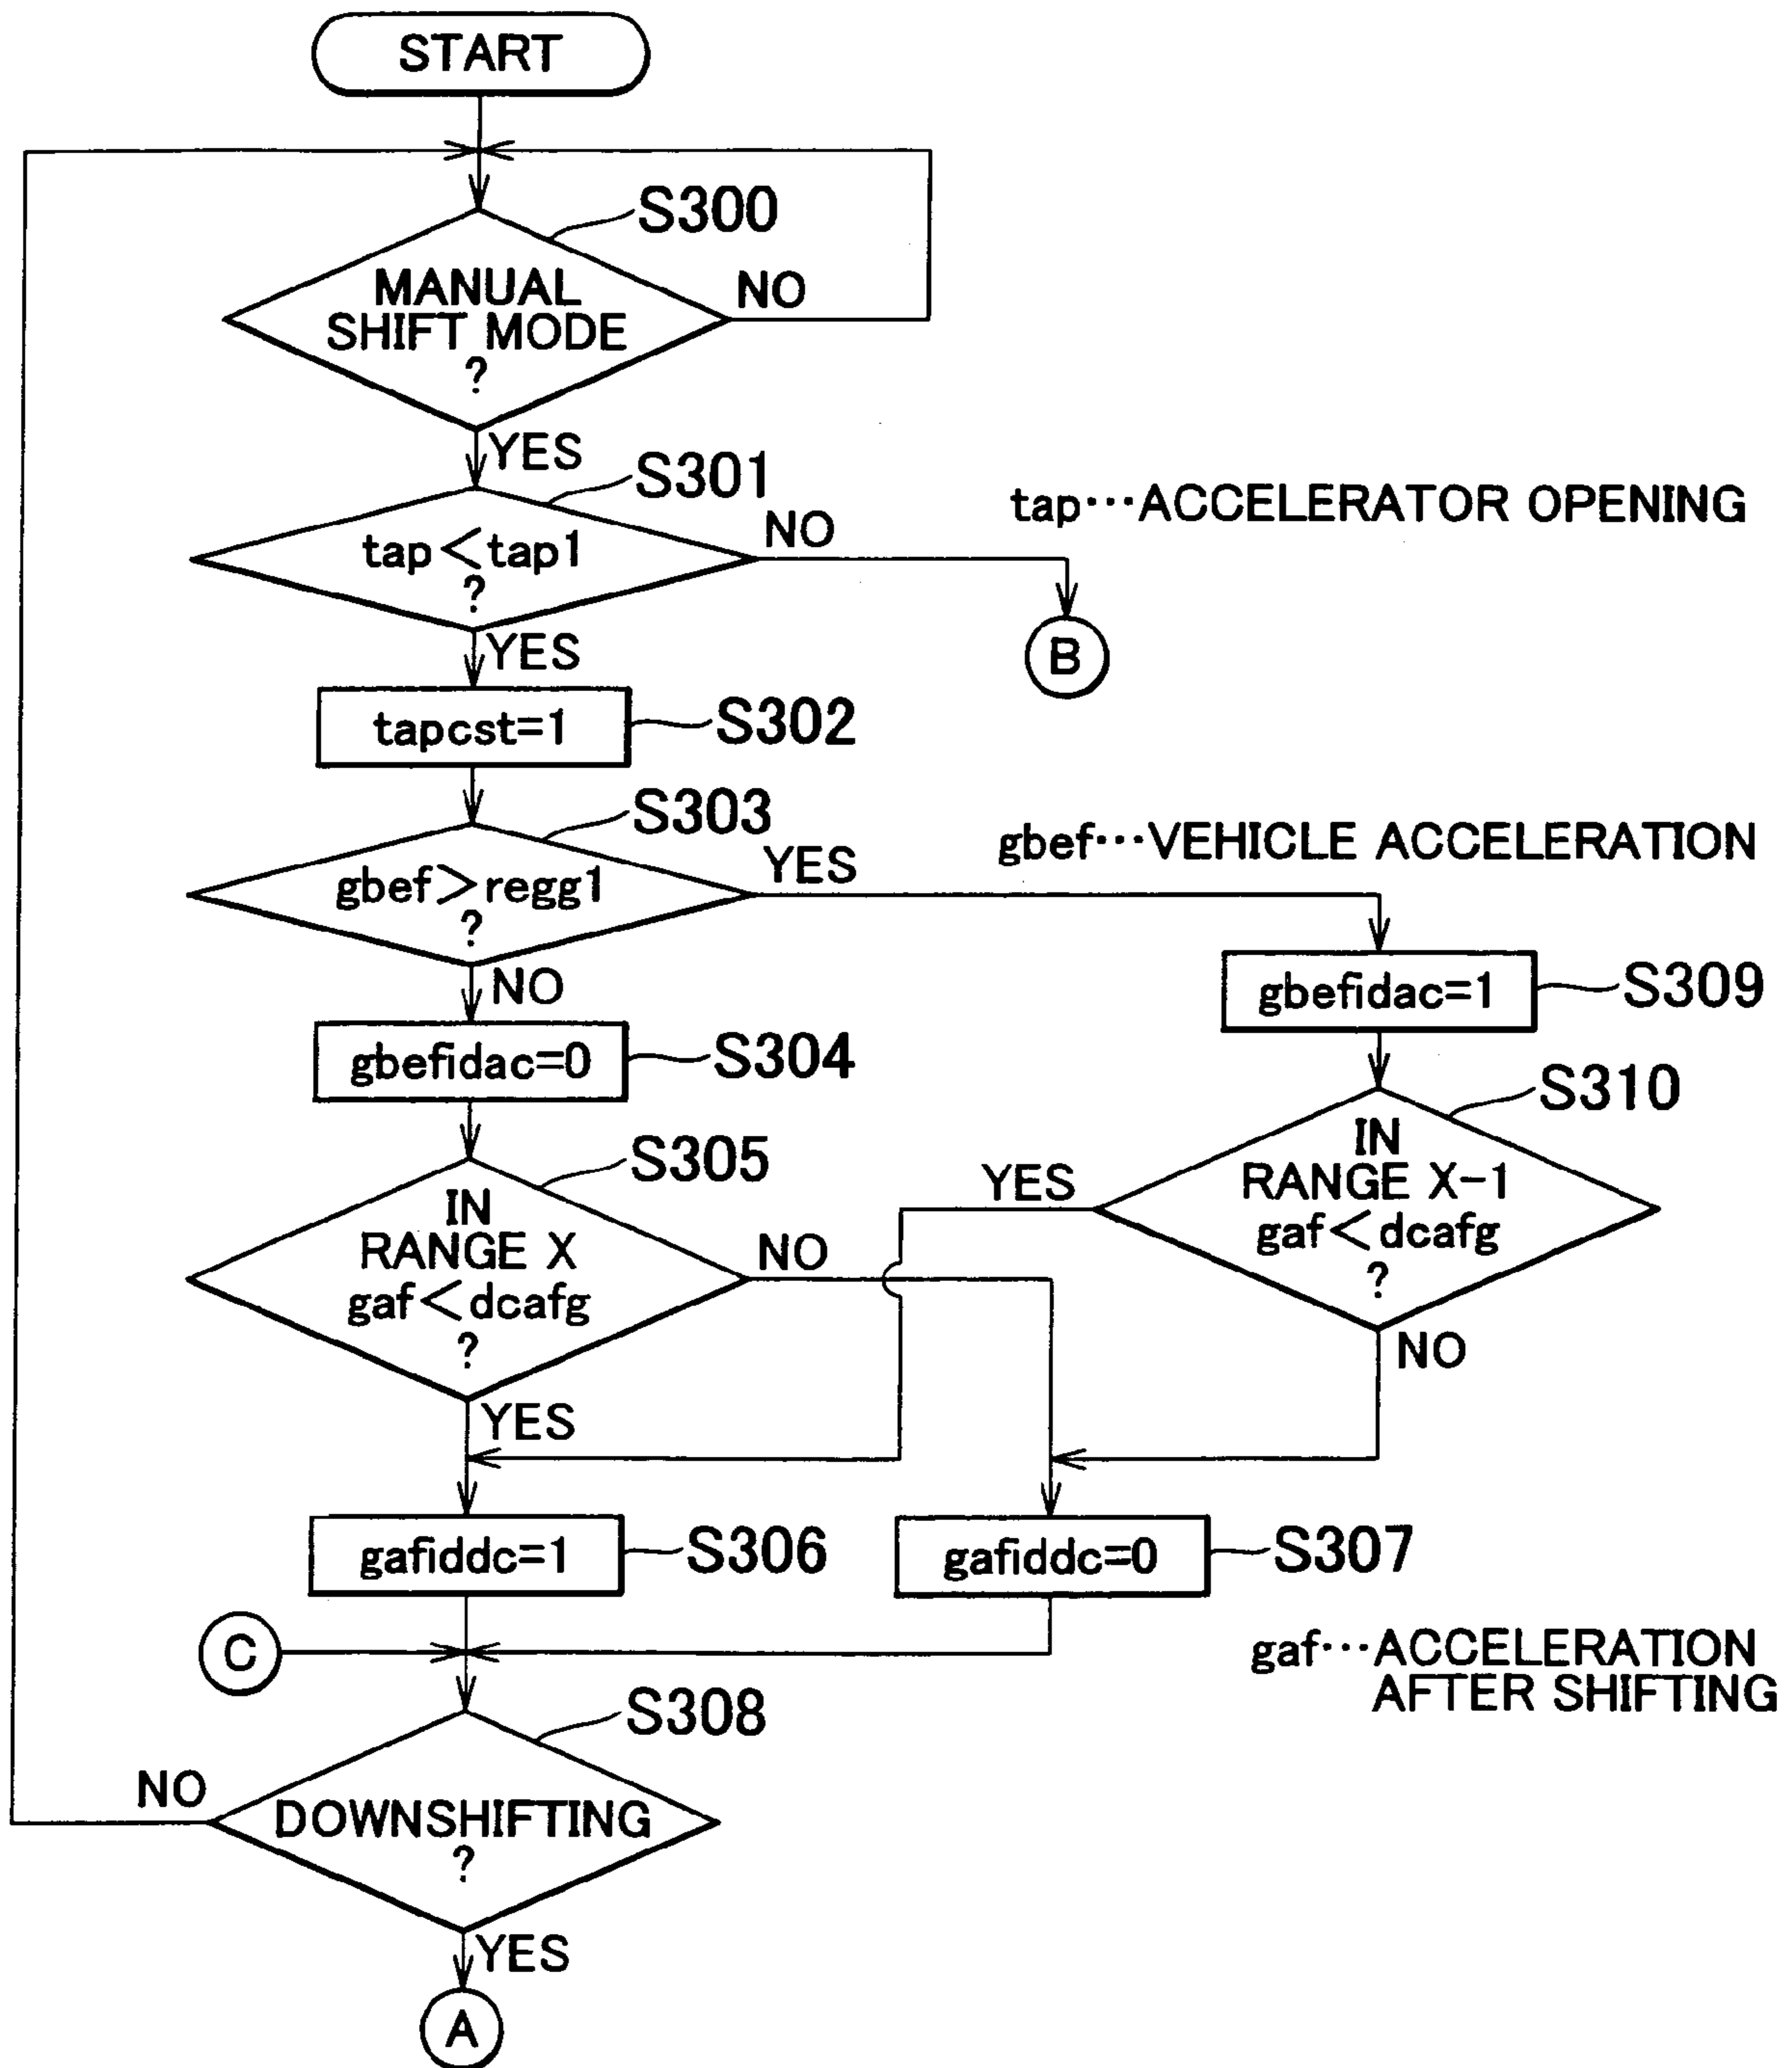 START
S300
MANUAL
SHIFT MODE
?
NO
YES
S301
tap<tap1
?
NO
tap···ACCELERATOR OPENING
B
YES
tapcst=1
S302
S303
gbef>regg1
?
YES
gbef···VEHICLE ACCELERATION
NO
gbefidac=1
S309
gbefidac=0
S304
S310
IN
RANGE X-1
gaf<dcafg
?
YES
NO
S305
IN
RANGE X
gaf<dcafg
?
NO
YES
gafiddc=1
S306
gafiddc=0
S307
C
gaf···ACCELERATION
AFTER SHIFTING
S308
NO
DOWNSHIFTING
?
YES
A